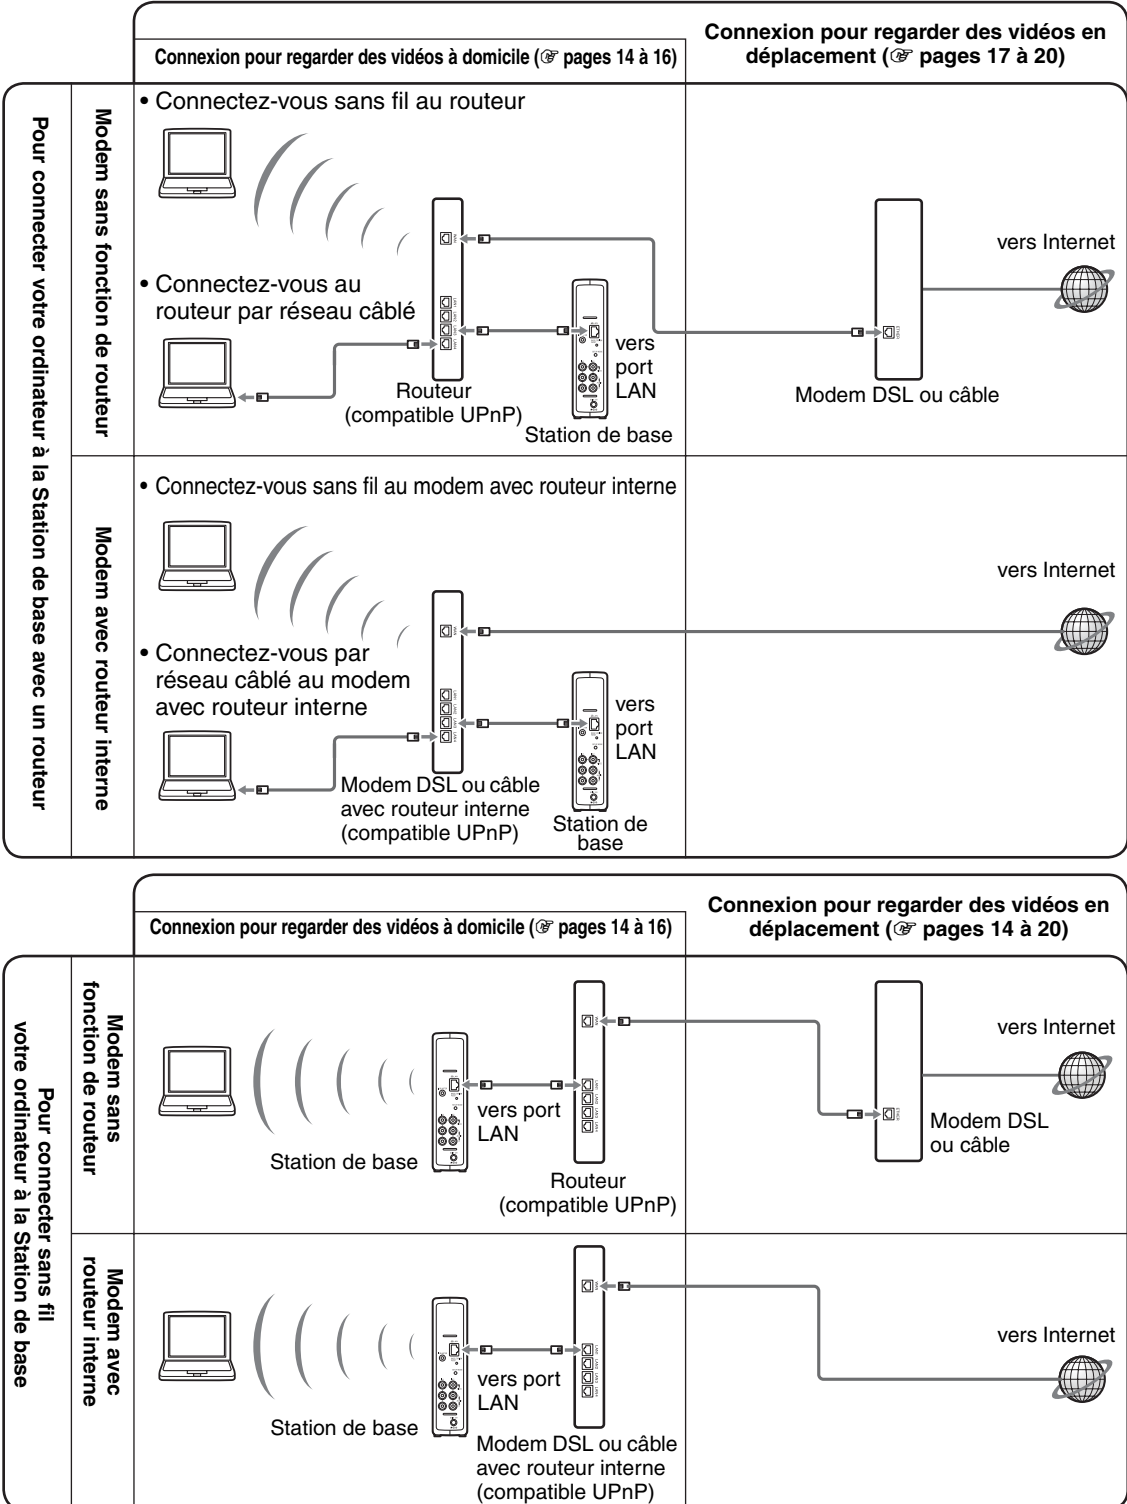 Connexion pour regarder des vidéos à domicile (☞ pages 14 à 16)
Connexion pour regarder des vidéos en
déplacement (☞ pages 17 à 20)
Pour connecter votre ordinateur à la Station de base avec un routeur
Modem sans fonction de routeur
• Connectez-vous sans fil au routeur
• Connectez-vous au
routeur par réseau câblé
Routeur
(compatible UPnP)
vers
port
LAN
Station de base
vers Internet
Modem DSL ou câble
Modem avec routeur interne
• Connectez-vous sans fil au modem avec routeur interne
• Connectez-vous par
réseau câblé au modem
avec routeur interne
Modem DSL ou câble
avec routeur interne
(compatible UPnP)
vers
port
LAN
Station de
base
vers Internet
Connexion pour regarder des vidéos à domicile (☞ pages 14 à 16)
Connexion pour regarder des vidéos en
déplacement (☞ pages 14 à 20)
Pour connecter sans fil
votre ordinateur à la Station de base
Modem sans
fonction de routeur
Station de base
vers port
LAN
Routeur
(compatible UPnP)
vers Internet
Modem DSL
ou câble
Modem avec
routeur interne
Station de base
vers port
LAN
Modem DSL ou câble
avec routeur interne
(compatible UPnP)
vers Internet